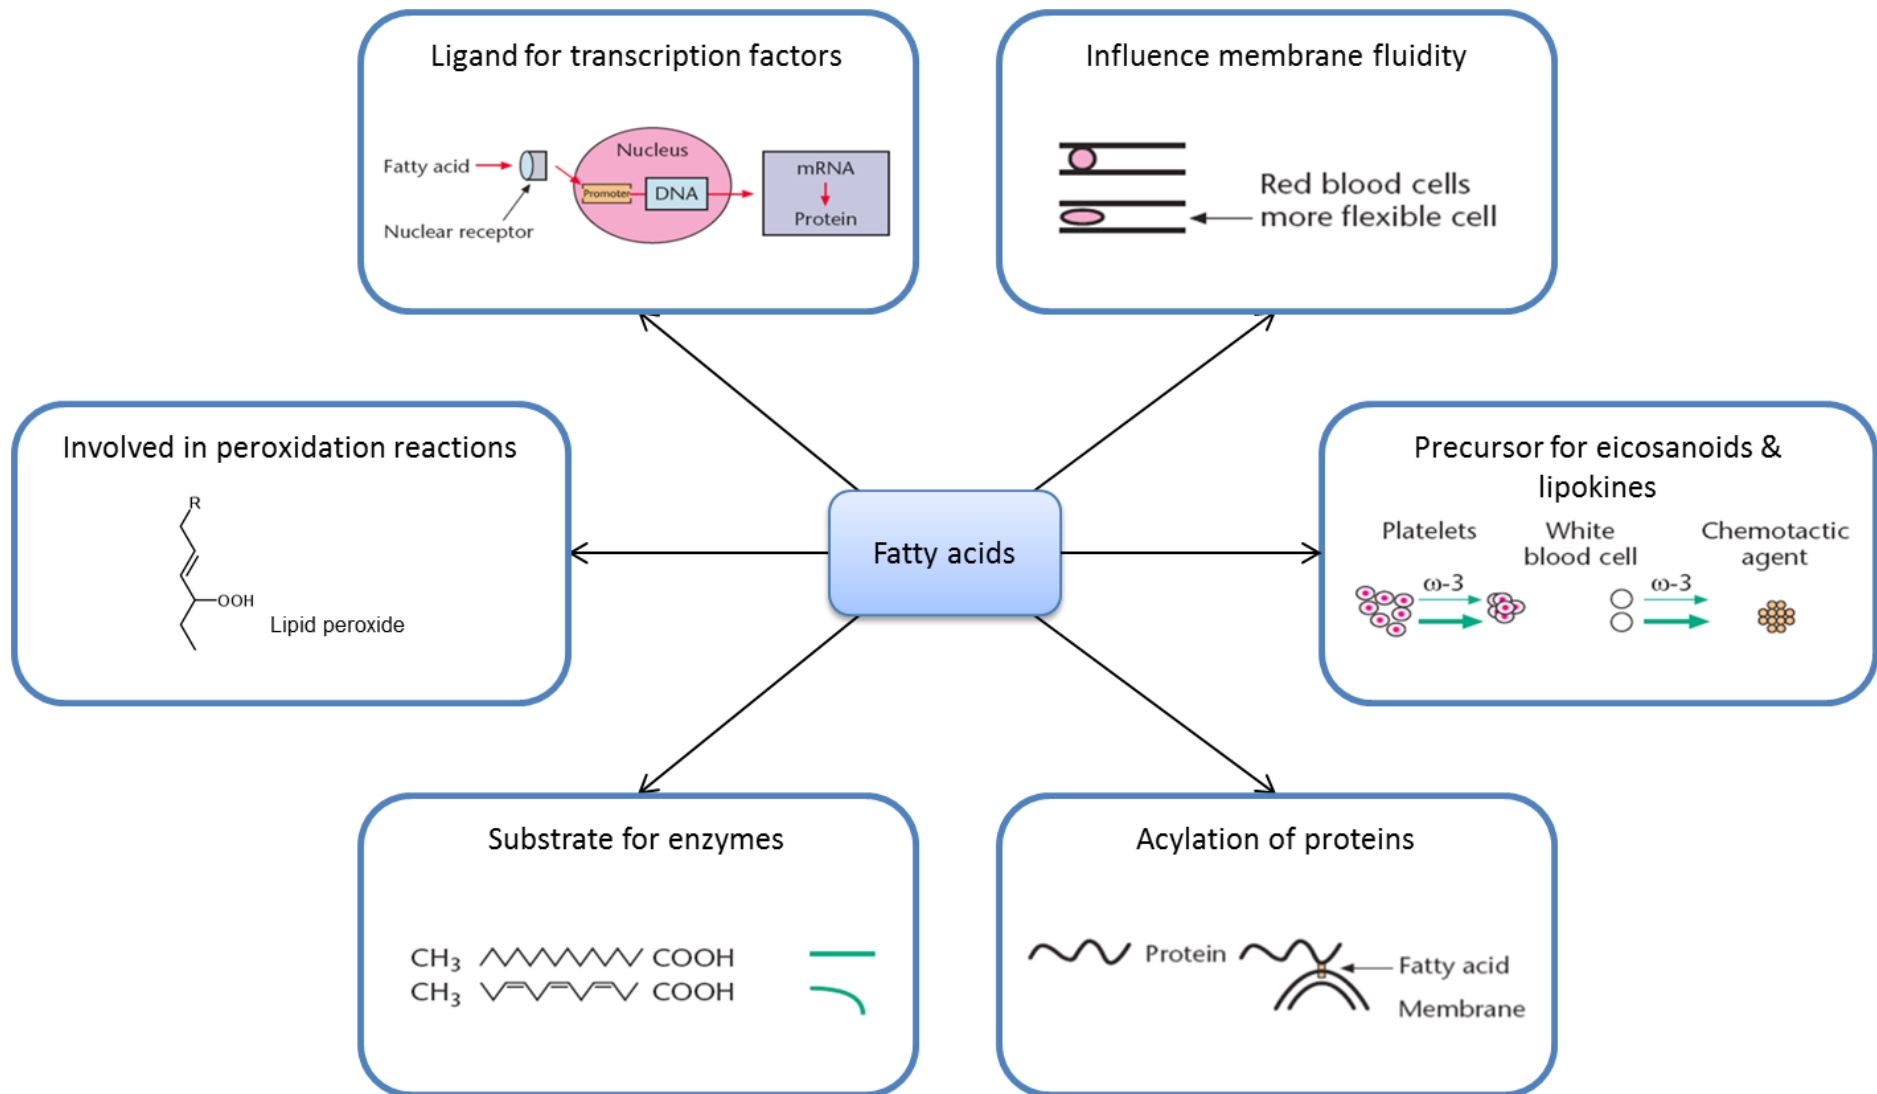 Ligand for transcription factors
Fatty acid
Nuclear receptor
Nucleus
Promoter
DNA
mRNA
Protein
Influence membrane fluidity
Red blood cells
more flexible cell
Involved in peroxidation reactions
R
OOH
Lipid peroxide
Fatty acids
Precursor for eicosanoids &
lipokines
Platelets
White
blood cell
Chemotactic
agent
ω-3
ω-3
Substrate for enzymes
CH₃ COOH
CH₃ COOH
Acylation of proteins
Protein
Fatty acid
Membrane